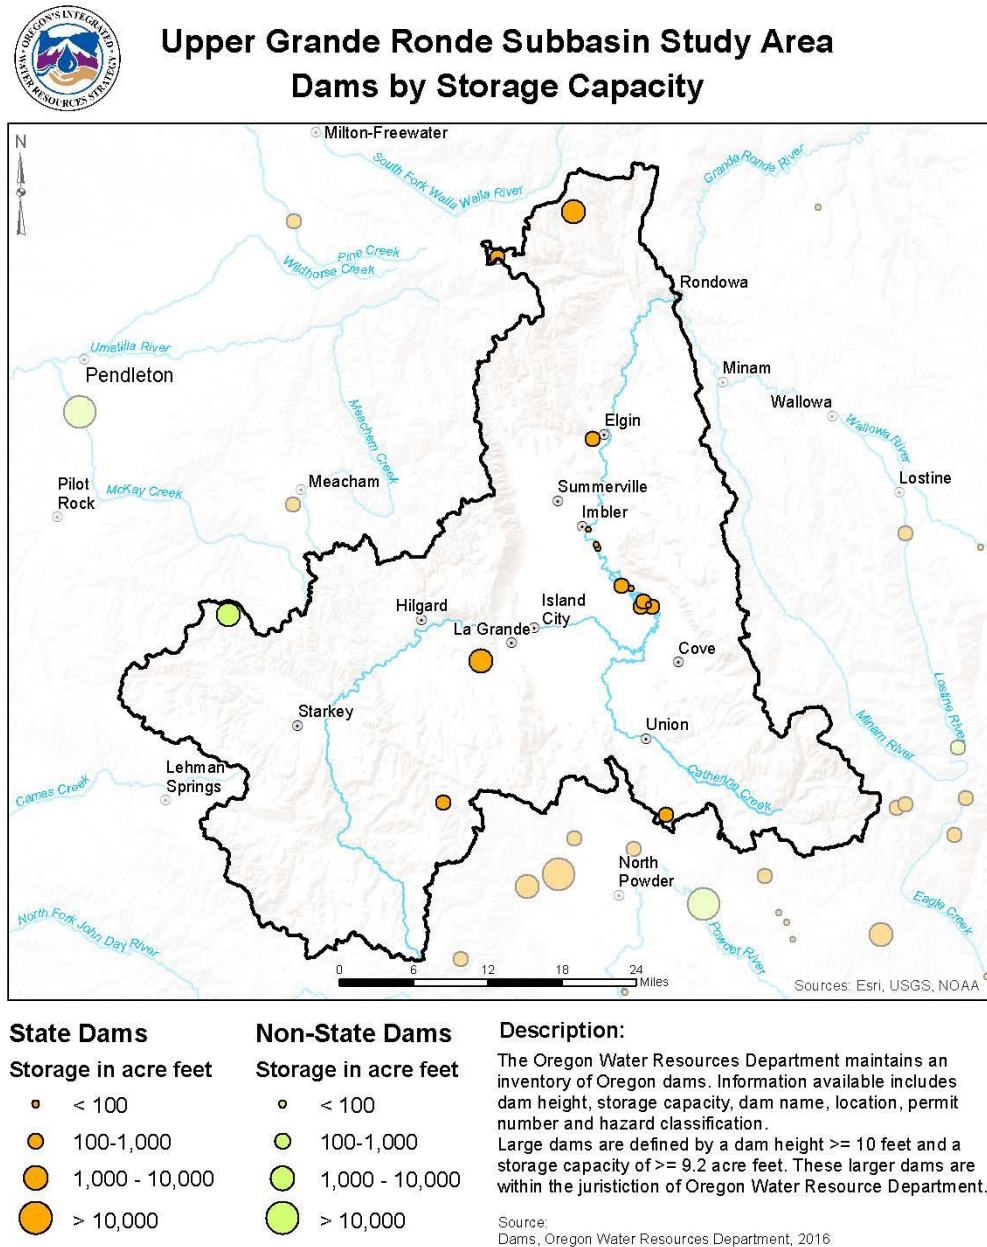 OREGON'S INTEGRATED
WATER RESOURCES STRATEGY
Upper Grande Ronde Subbasin Study Area
Dams by Storage Capacity
N
Milton-Freewater
South Fork Walla Walla River
Granda Ronde River
Pine Creek
Wildhorse Creek
Rondowa
Umatilla River
Pendleton
Minam
Wallowa
Wallowa River
Meachem Creek
Elgin
Pilot
Rock
McKay Creek
Meacham
Summerville
Lostine
Imbler
Hilgard
Island
City
La Grande
Cove
Starkey
Union
Minam River
Lostine River
Lehman
Springs
Camas Creek
Catherine Creek
North
Powder
Powder River
Eagle Creek
North Fork John Day River
0 6 12 18 24
Miles
Sources: Esri, USGS, NOAA
State Dams
Storage in acre feet
< 100
100-1,000
1,000 - 10,000
> 10,000
Non-State Dams
Storage in acre feet
< 100
100-1,000
1,000 - 10,000
> 10,000
Description:
The Oregon Water Resources Department maintains an
inventory of Oregon dams. Information available includes
dam height, storage capacity, dam name, location, permit
number and hazard classification.
Large dams are defined by a dam height >= 10 feet and a
storage capacity of >= 9.2 acre feet. These larger dams are
within the juristiction of Oregon Water Resource Department.
Source:
Dams, Oregon Water Resources Department, 2016